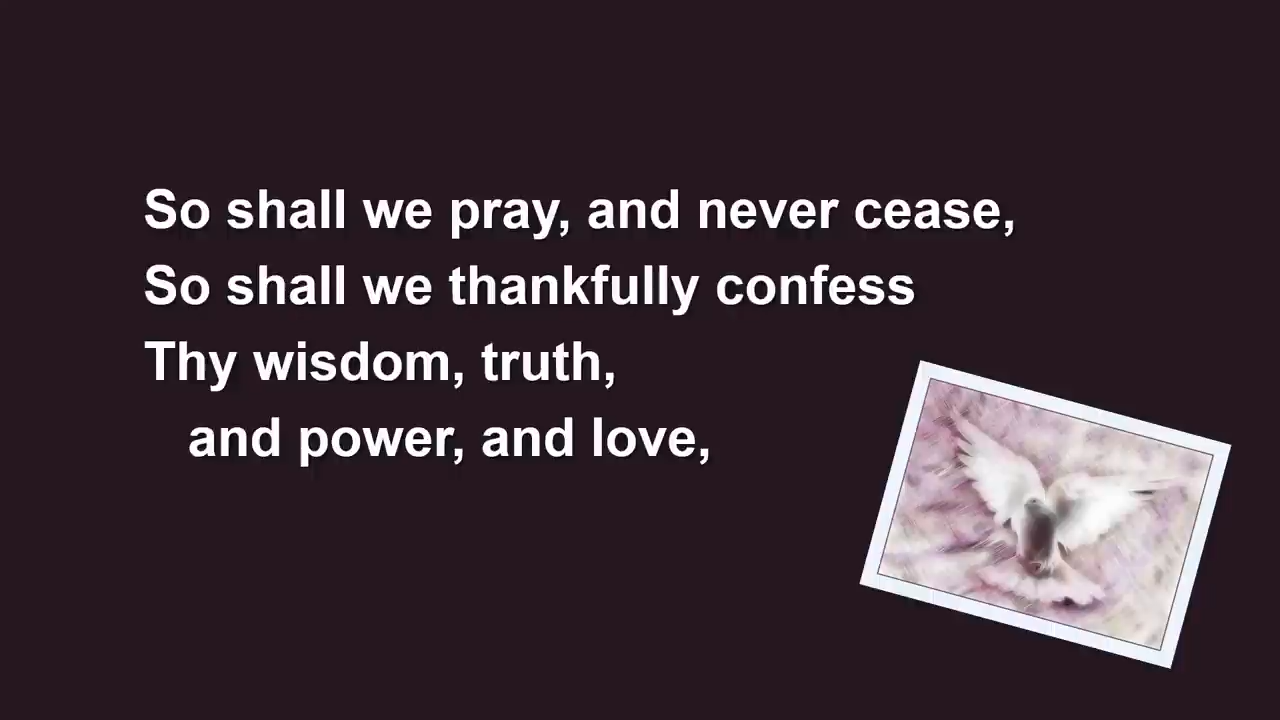 So shall we pray, and never cease,
So shall we thankfully confess
Thy wisdom, truth,
and power, and love,